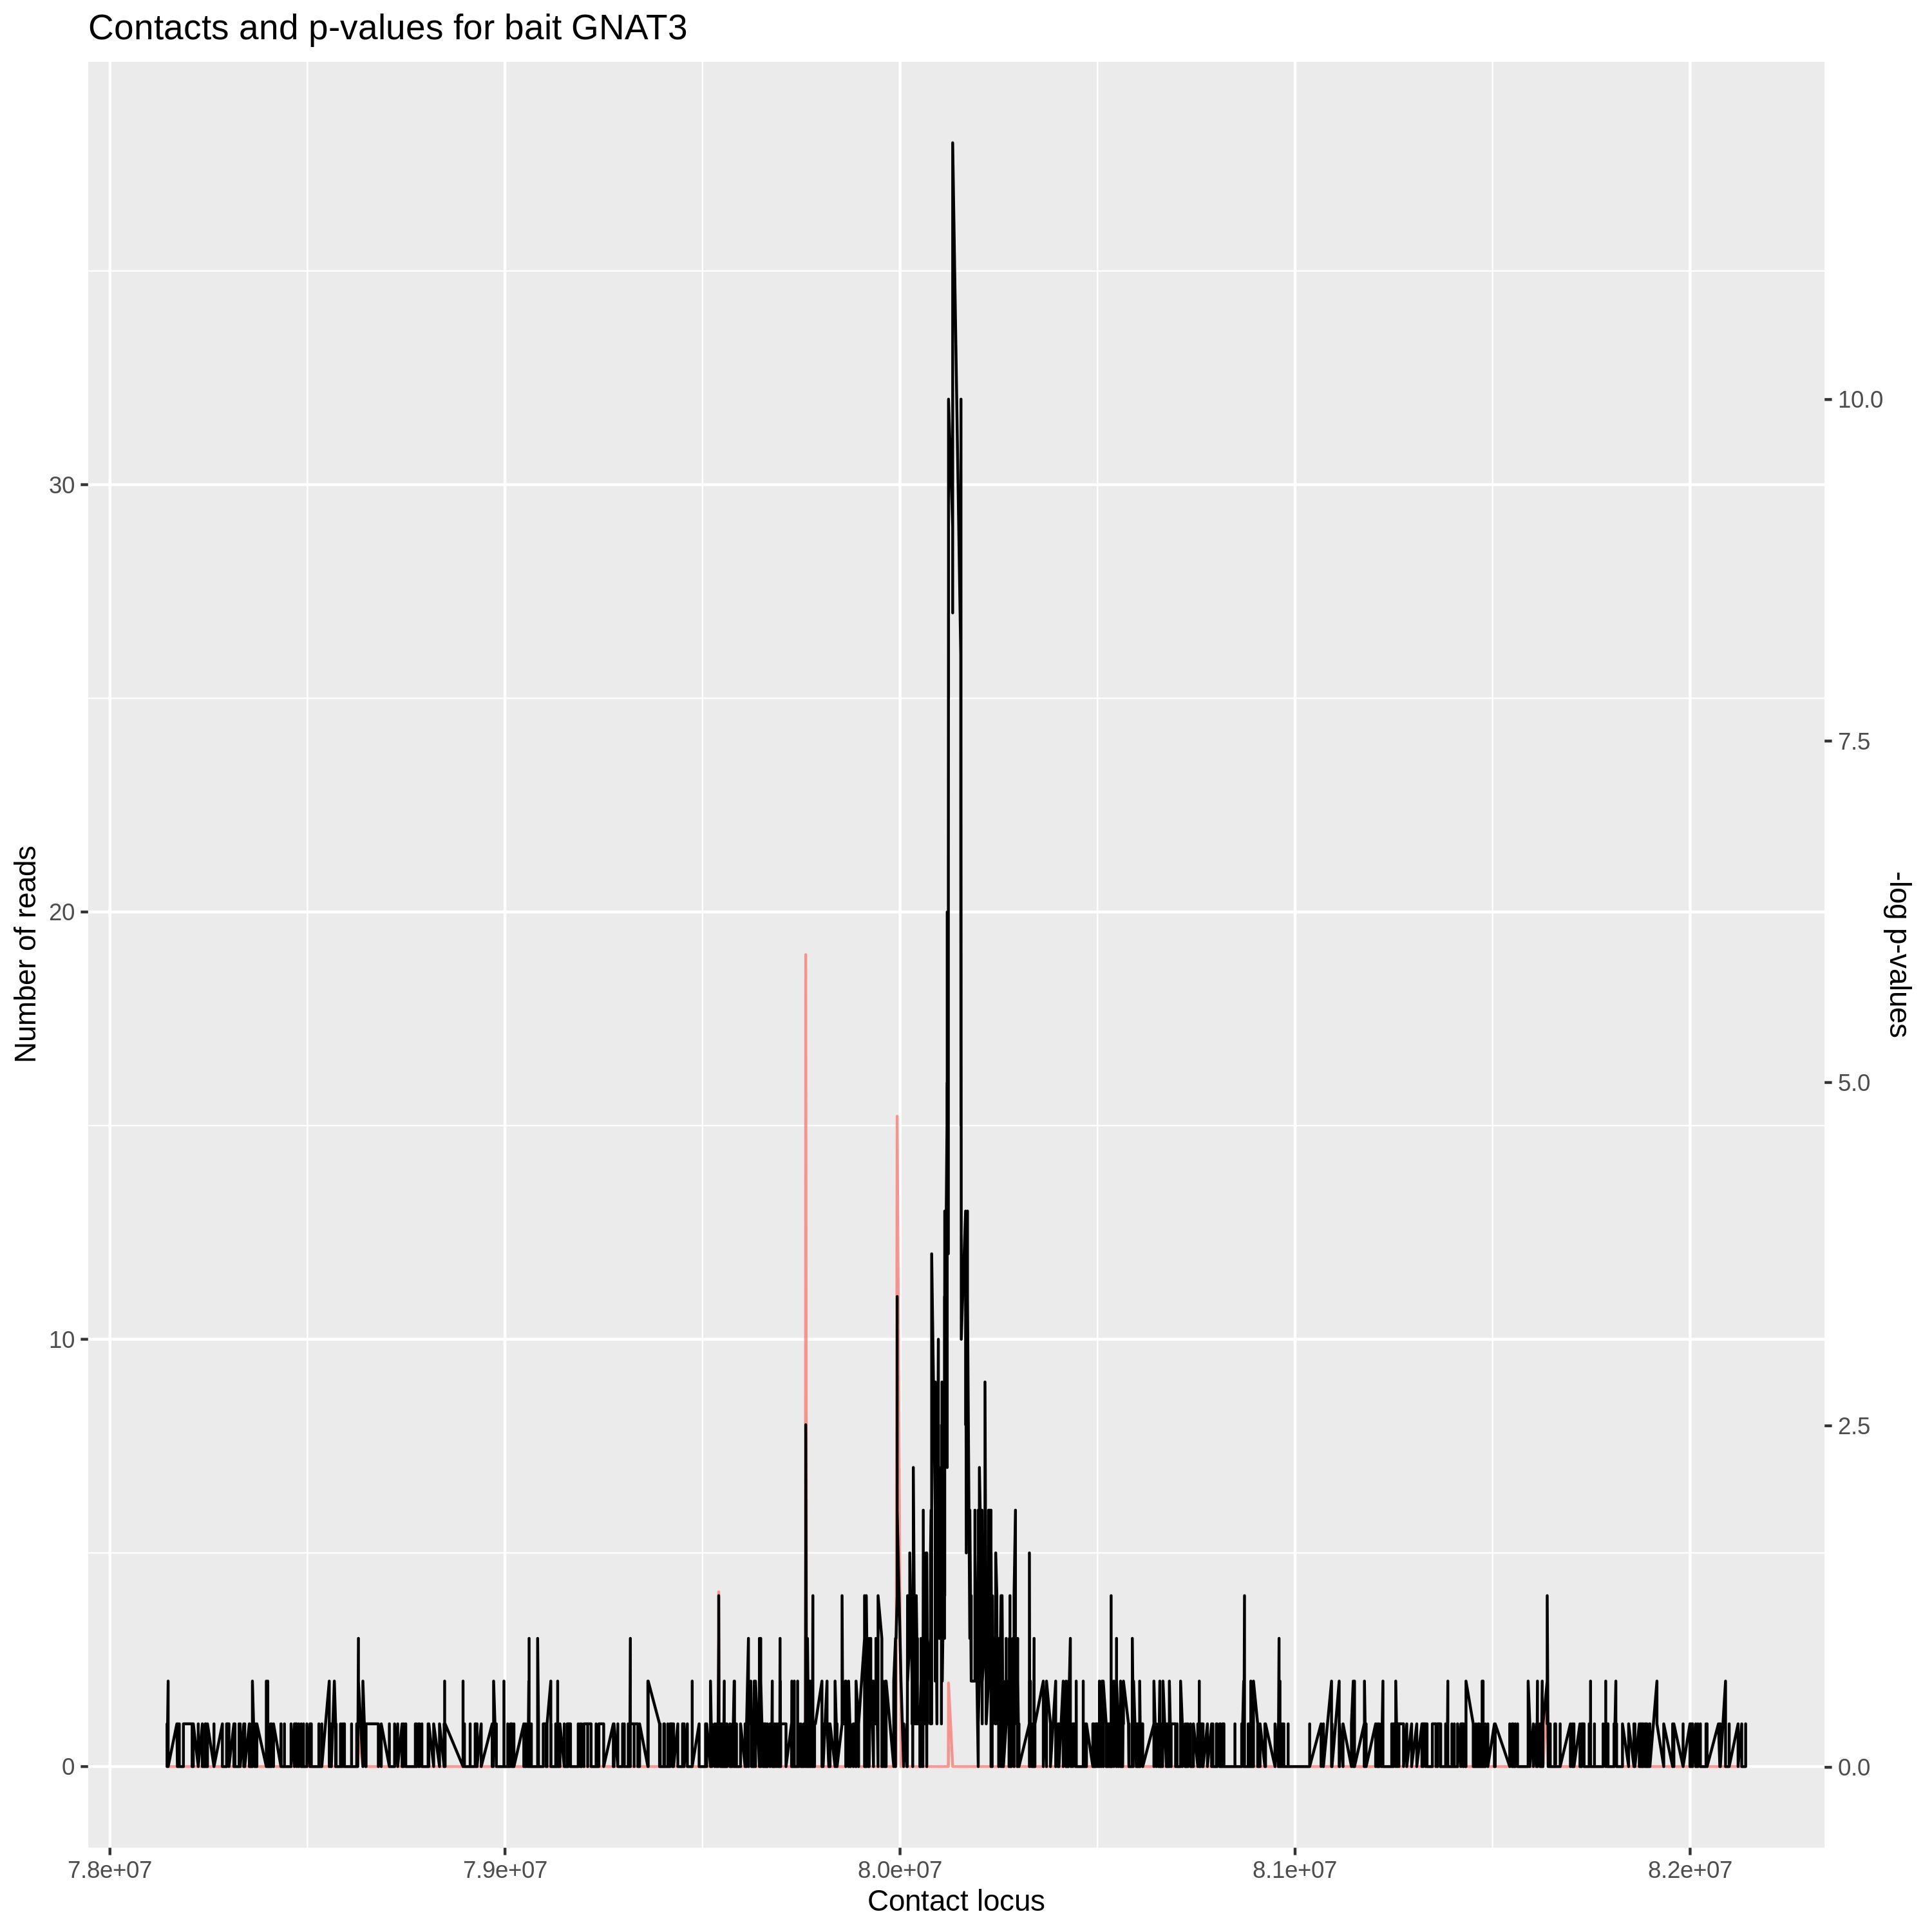 Contacts and p-values for bait GNAT3
Number of reads
30
20
10
0
10.0
7.5
5.0
2.5
0.0
-log p-values
7.8e+07 7.9e+07 8.0e+07 8.1e+07 8.2e+07
Contact locus